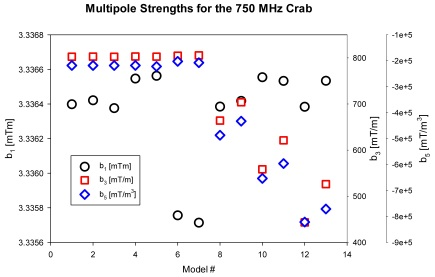 Multipole Strengths for the 750 MHz Crab
3.3368
3.3366
3.3364
3.3362
3.3360
3.3358
3.3356
b1 [mTm]
0 2 4 6 8 10 12 14
Model #
b1 [mTm]
b3 [mT/m]
b5 [mT/m3]
800
700
600
500
400
b3 [mT/m]
-1e+5
-2e+5
-3e+5
-4e+5
-5e+5
-6e+5
-7e+5
-8e+5
-9e+5
b5 [mT/m3]